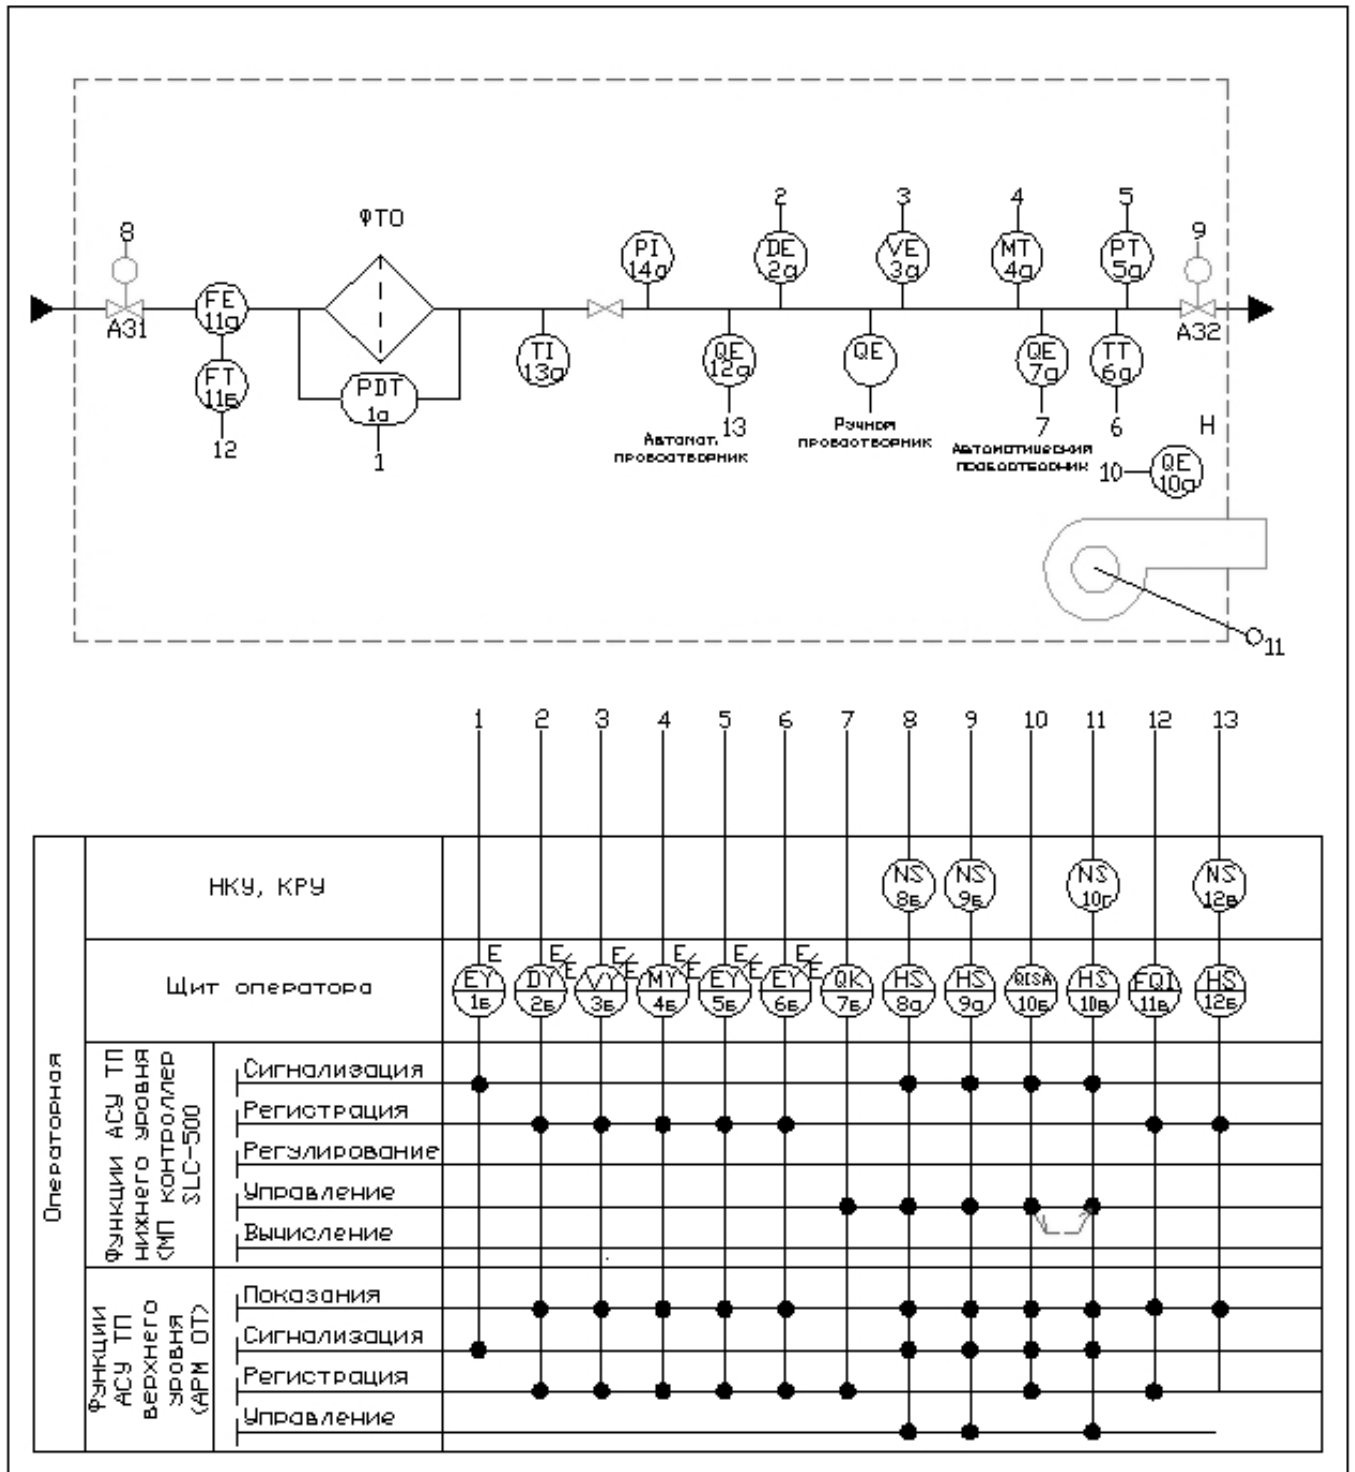 2 3 4 5
8 ФТО 9
PI
14а
DE
2а
VE
3а
MT
4а
PT
5а
А31
FE
11а
TI
13а
QE
12а
QE
QE
7а
TT
6а
А32
FT
11Б
PDT
1а
12
1
13
Автомат.
пробоотборник
Ручной
пробоотборник
7
Автоматический
пробоотборник
6
Н
10
QE
10а
11
1 2 3 4 5 6 7 8 9 10 11 12 13
Операторная
НКУ, КРУ
NS
8Б
NS
9Б
NS
10г
NS
12в
Щит оператора
EY
1Б
E
DY
2Б
E
E
VY
3Б
E
E
MY
4Б
E
E
EY
5Б
E
E
EY
6Б
E
E
QK
7Б
HS
8а
HS
9а
QISA
10Б
HS
10в
FQI
11в
HS
12Б
Функции АСУ ТП
нижнего уровня
(МП контроллер
SLC-500
Сигнализация
Регистрация
Регулирование
Управление
Вычисление
Функции
АСУ ТП
верхнего
уровня
(АРМ ОТ)
Показания
Сигнализация
Регистрация
Управление